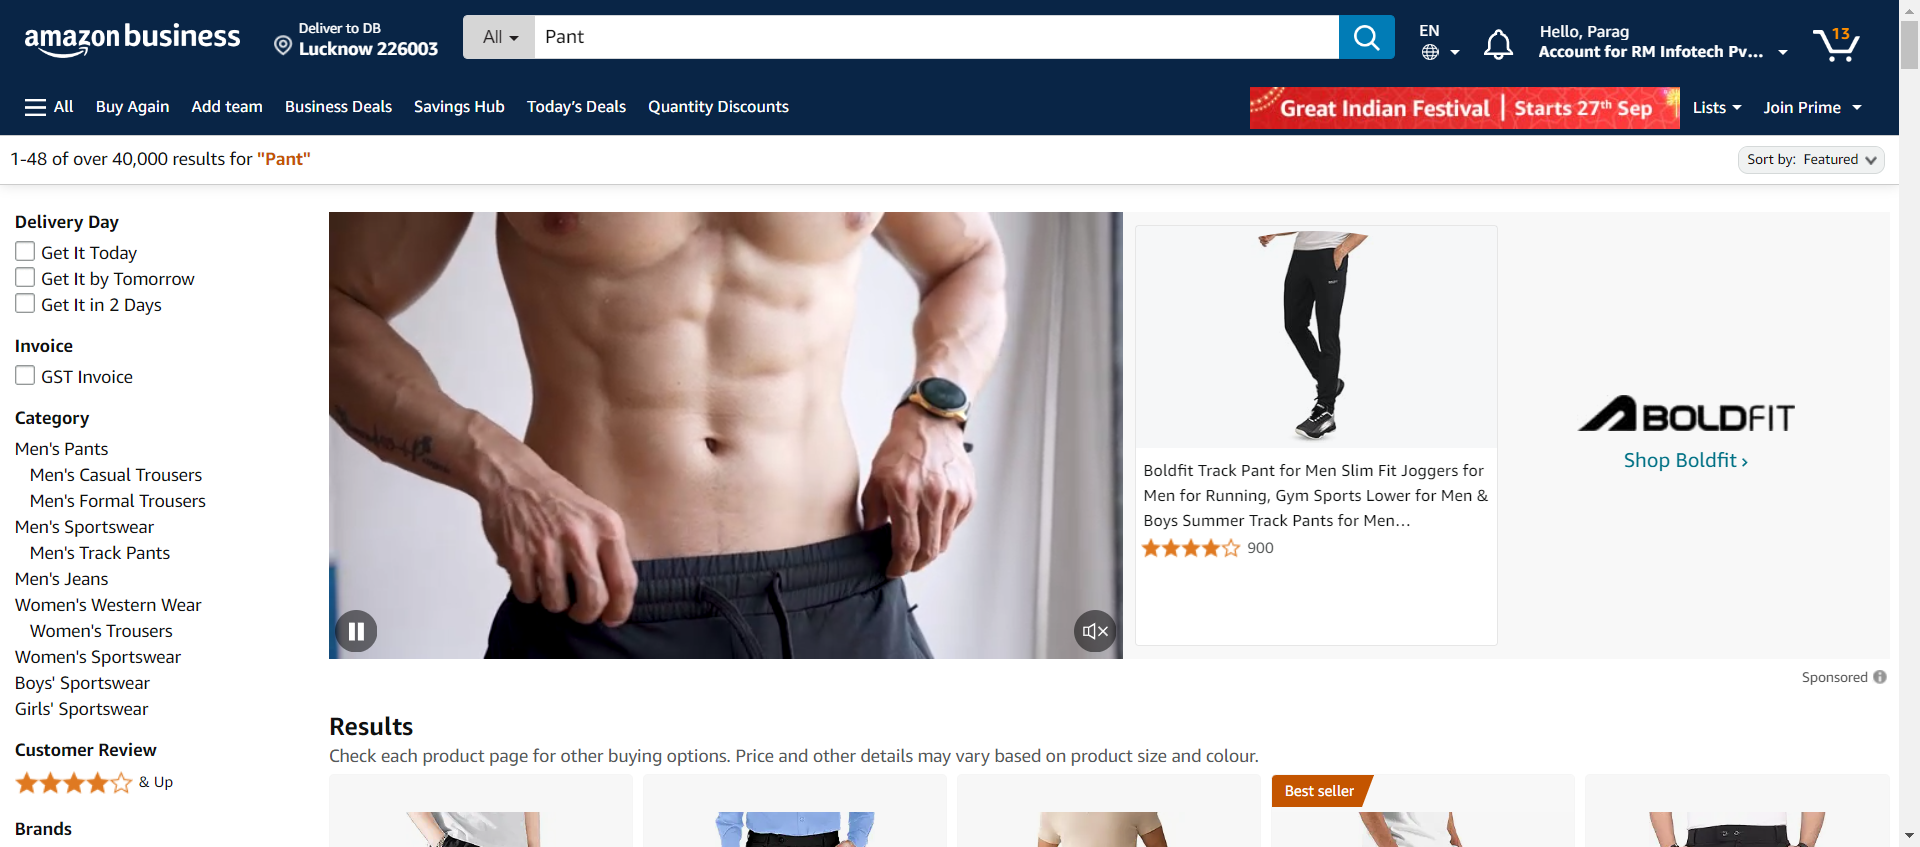 amazon business
Deliver to DB
Lucknow 226003
All
Pant
EN
Hello, Parag
Account for RM Infotech Pv...
13
All
Buy Again
Add team
Business Deals
Savings Hub
Today's Deals
Quantity Discounts
Great Indian Festival | Starts 27th Sep
Lists
Join Prime
1-48 of over 40,000 results for "Pant"
Sort by: Featured
Delivery Day
Get It Today
Get It by Tomorrow
Get It in 2 Days
Invoice
GST Invoice
Category
Men's Pants
Men's Casual Trousers
Men's Formal Trousers
Men's Sportswear
Men's Track Pants
Men's Jeans
Women's Western Wear
Women's Trousers
Women's Sportswear
Boys' Sportswear
Girls' Sportswear
Customer Review
& Up
Brands
Boldfit Track Pant for Men Slim Fit Joggers for
Men for Running, Gym Sports Lower for Men &
Boys Summer Track Pants for Men…
900
BOLDFIT
Shop Boldfit ›
Sponsored
Results
Check each product page for other buying options. Price and other details may vary based on product size and colour.
Best seller